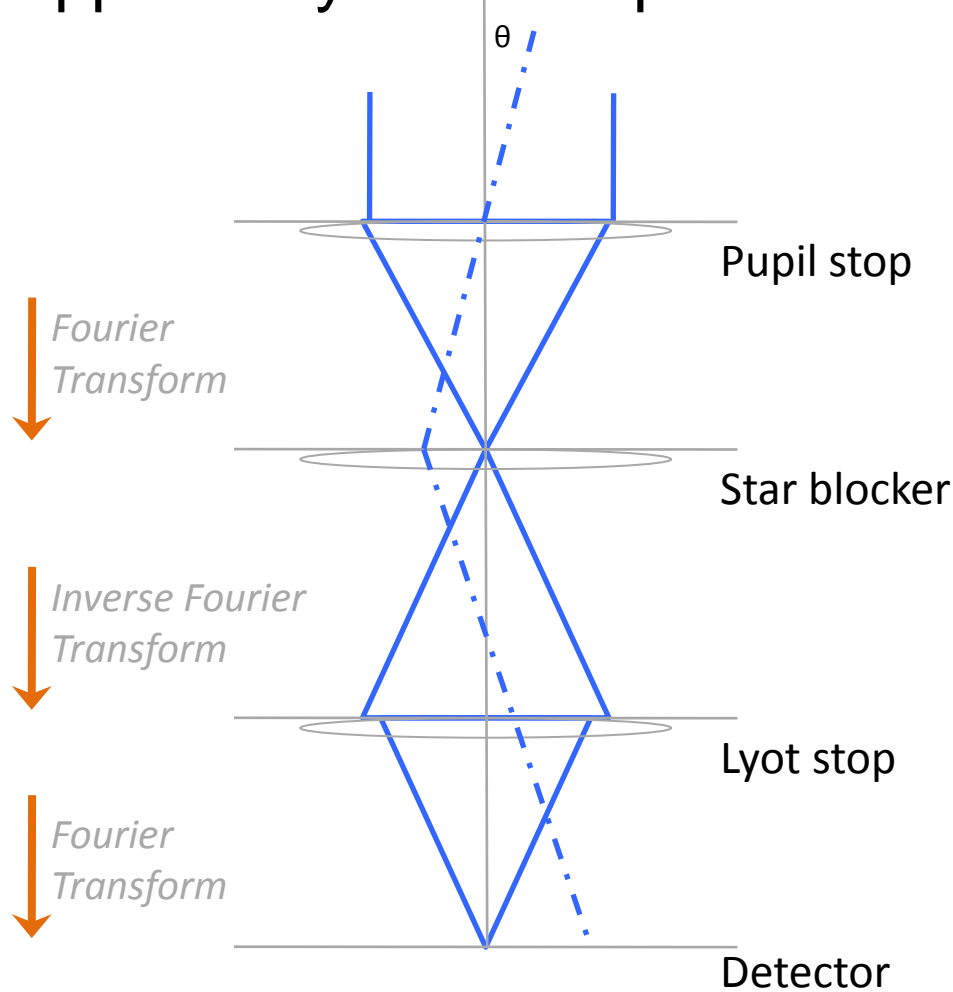 θ
Pupil stop
Fourier
Transform
Star blocker
Inverse Fourier
Transform
Lyot stop
Fourier
Transform
Detector